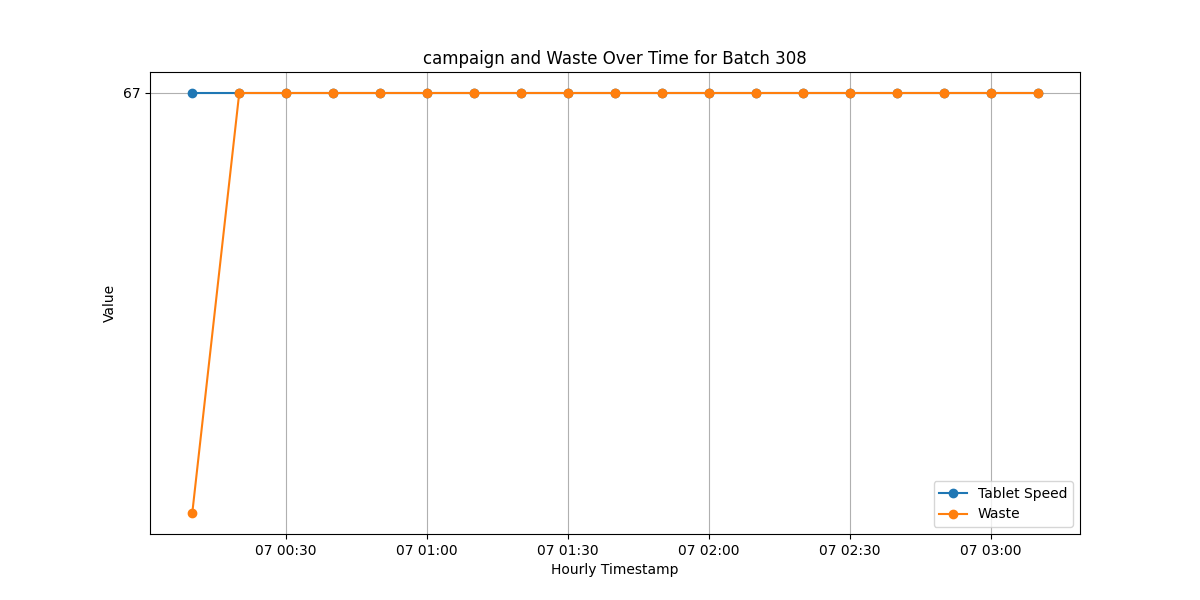 campaign and Waste Over Time for Batch 308
67
Value
Tablet Speed
Waste
07 00:30 07 01:00 07 01:30 07 02:00 07 02:30 07 03:00
Hourly Timestamp